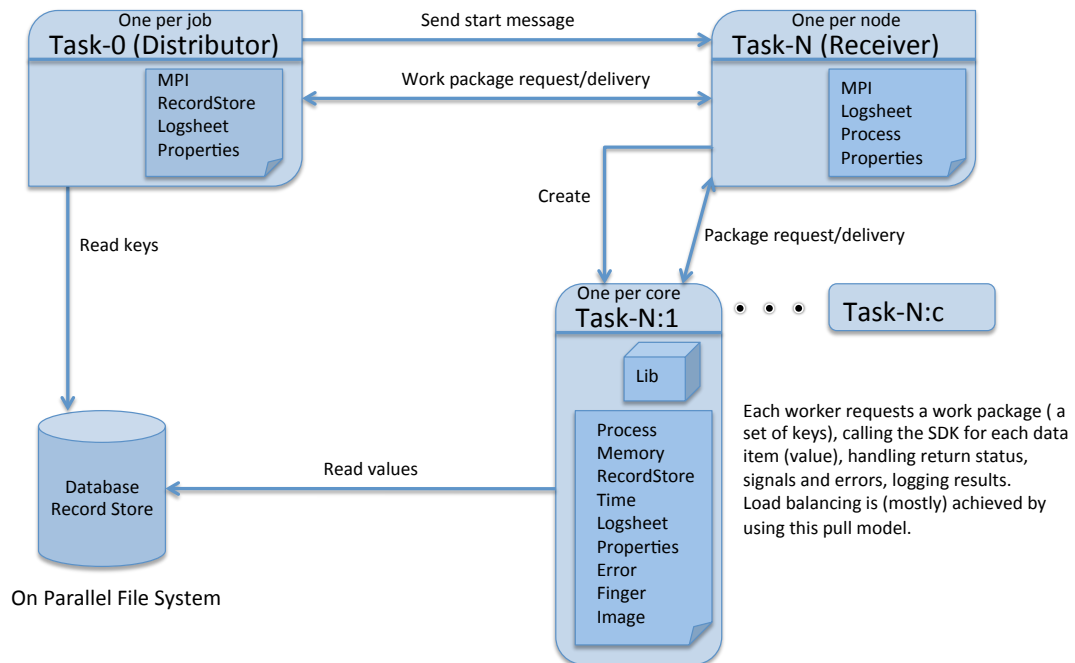 One per job
Task-0 (Distributor)
MPI
RecordStore
Logsheet
Properties
Send start message
Work package request/delivery
One per node
Task-N (Receiver)
MPI
Logsheet
Process
Properties
Create
Package request/delivery
Read keys
One per core
Task-N:1
Lib
Process
Memory
RecordStore
Time
Logsheet
Properties
Error
Finger
Image
Task-N:c
Each worker requests a work package ( a
set of keys), calling the SDK for each data
item (value), handling return status,
signals and errors, logging results.
Load balancing is (mostly) achieved by
using this pull model.
Read values
Database
Record Store
On Parallel File System